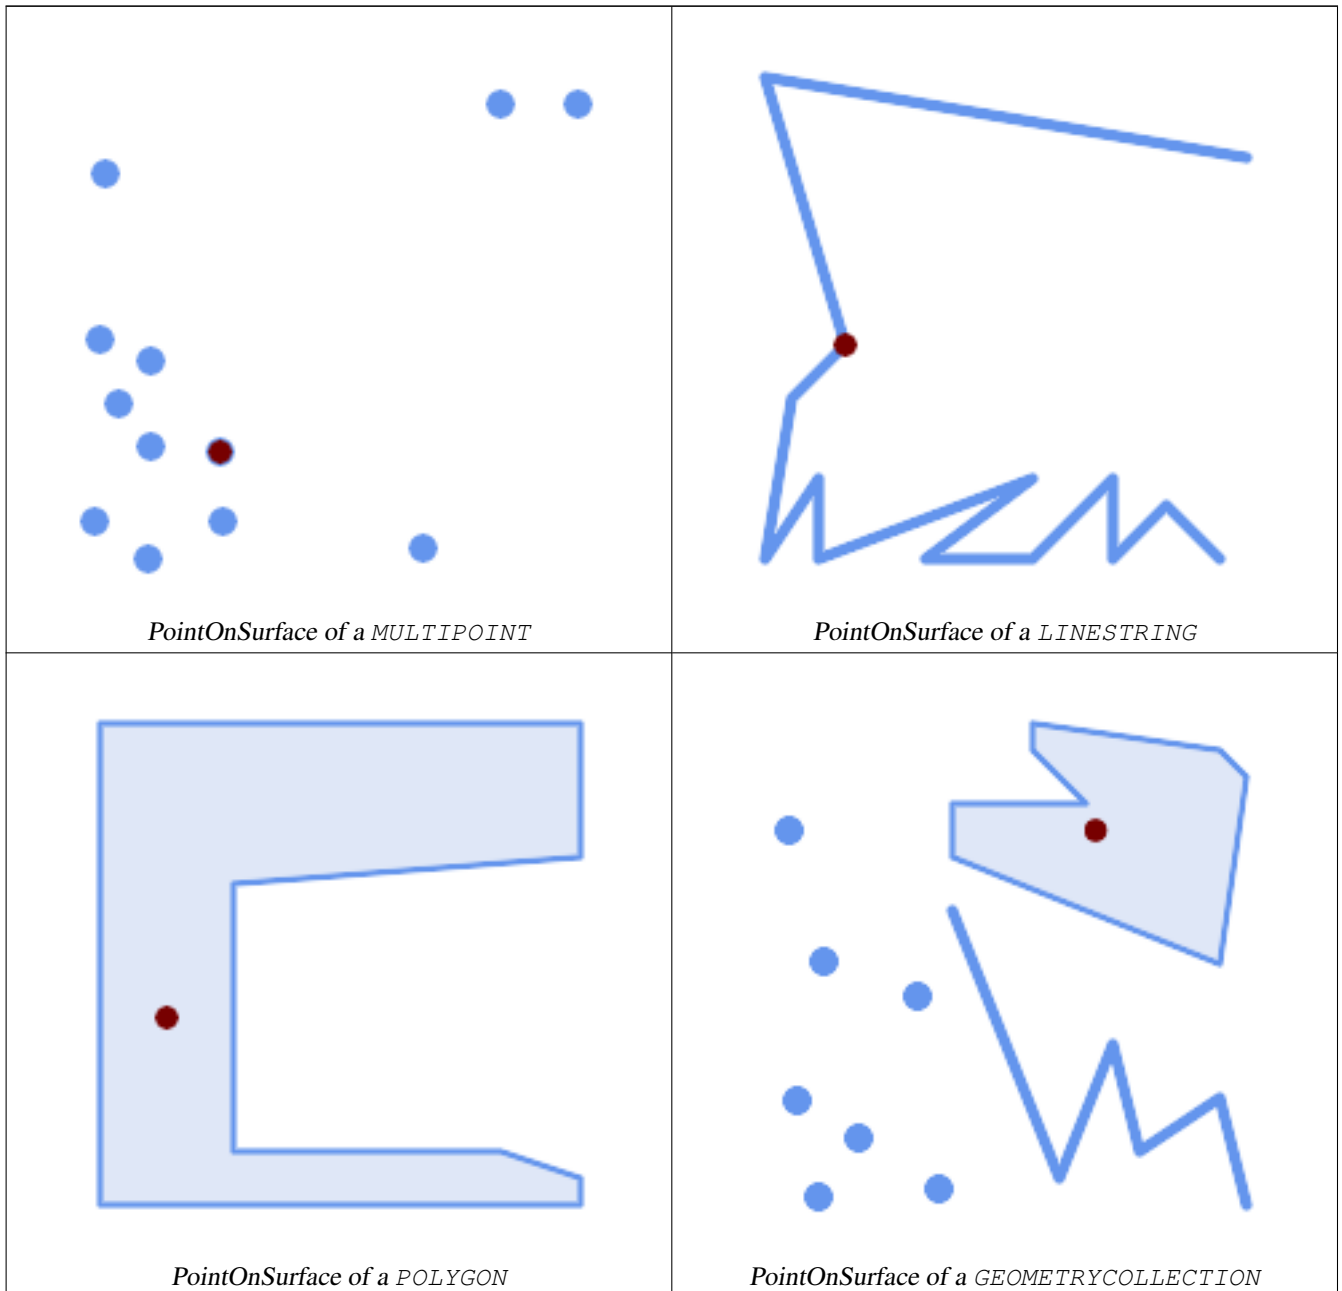 PointOnSurface of a MULTIPOINT
PointOnSurface of a LINESTRING
PointOnSurface of a POLYGON
PointOnSurface of a GEOMETRYCOLLECTION